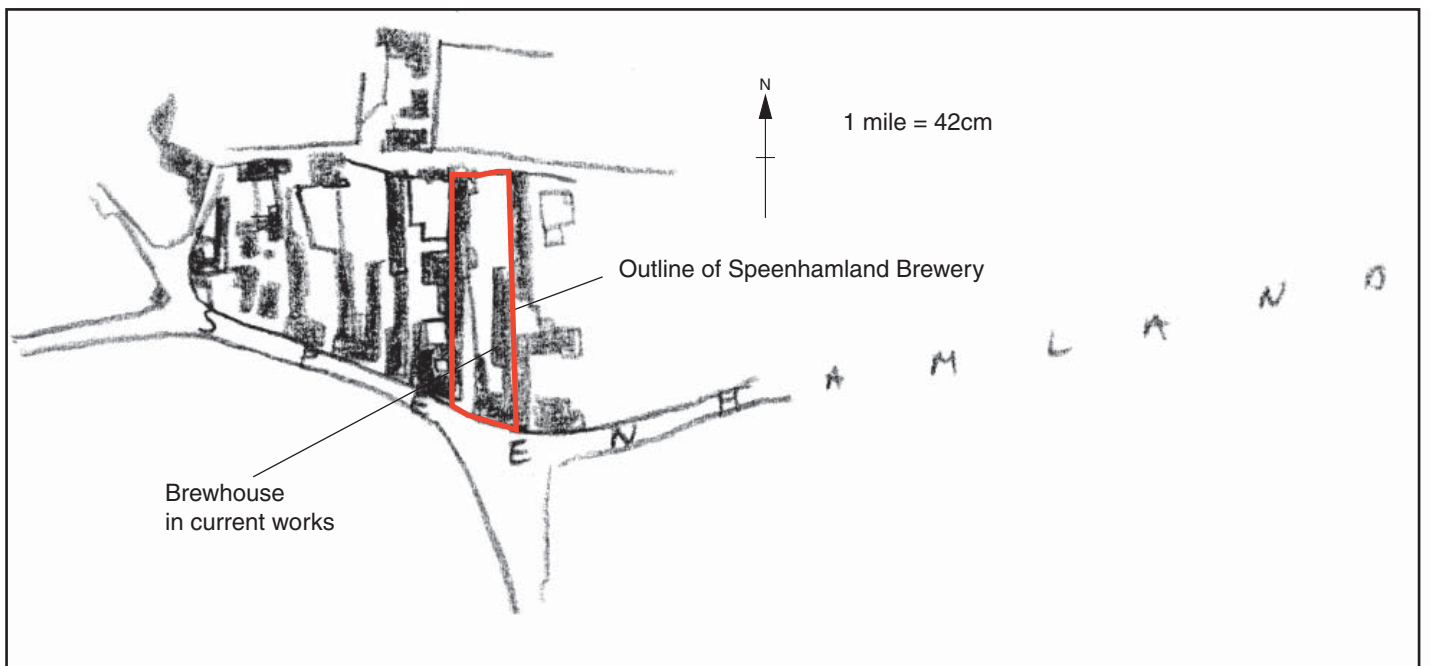 N
1 mile = 42cm
Outline of Speenhamland Brewery
S P E E N H A M L A N D
Brewhouse
in current works